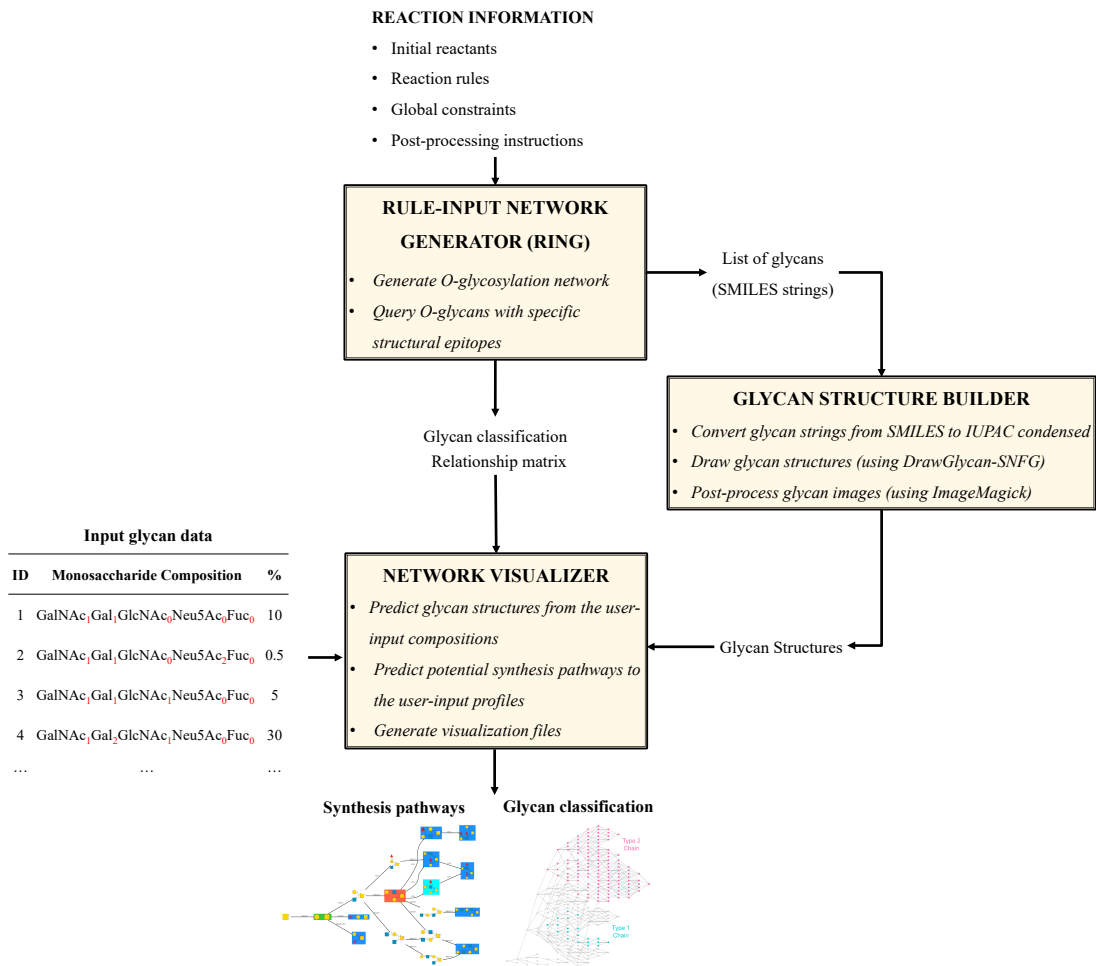 REACTION INFORMATION
• Initial reactants
• Reaction rules
• Global constraints
• Post-processing instructions
RULE-INPUT NETWORK
GENERATOR (RING)
• Generate O-glycosylation network
• Query O-glycans with specific
structural epitopes
List of glycans
(SMILES strings)
GLYCAN STRUCTURE BUILDER
• Convert glycan strings from SMILES to IUPAC condensed
• Draw glycan structures (using DrawGlycan-SNFG)
• Post-process glycan images (using ImageMagick)
Glycan classification
Relationship matrix
Input glycan data
ID Monosaccharide Composition %
1 GalNAc1Gal1GlcNAc0Neu5Ac0Fuc0 10
2 GalNAc1Gal1GlcNAc0Neu5Ac2Fuc0 0.5
3 GalNAc1Gal1GlcNAc1Neu5Ac0Fuc0 5
4 GalNAc1Gal2GlcNAc1Neu5Ac0Fuc0 30
… … …
NETWORK VISUALIZER
• Predict glycan structures from the user-
input compositions
• Predict potential synthesis pathways to
the user-input profiles
• Generate visualization files
Glycan Structures
Synthesis pathways
Glycan classification
Type 2
Chain
Type 1
Chain